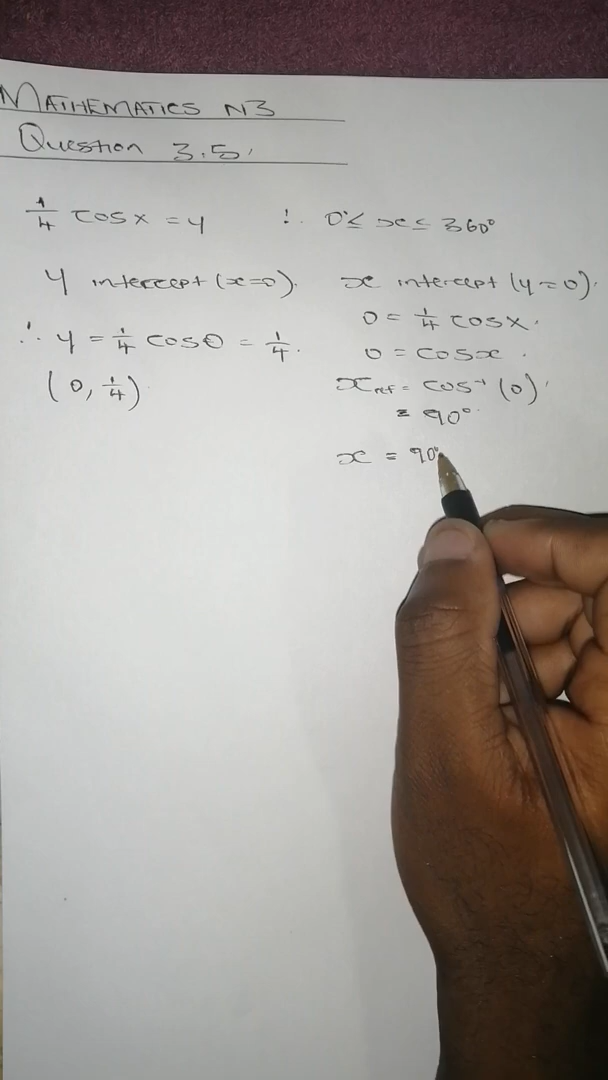 MATHEMATICS N3
Question 3.5.
1/4 cos x = y ∴ 0° ≤ x ≤ 360°
y intercept (x=0).
∴ y = 1/4 cos 0 = 1/4.
(0, 1/4)
x intercept (y=0).
0 = 1/4 cos x.
0 = cos x.
x ref = cos⁻¹ (0)
= 90°.
x = 90°